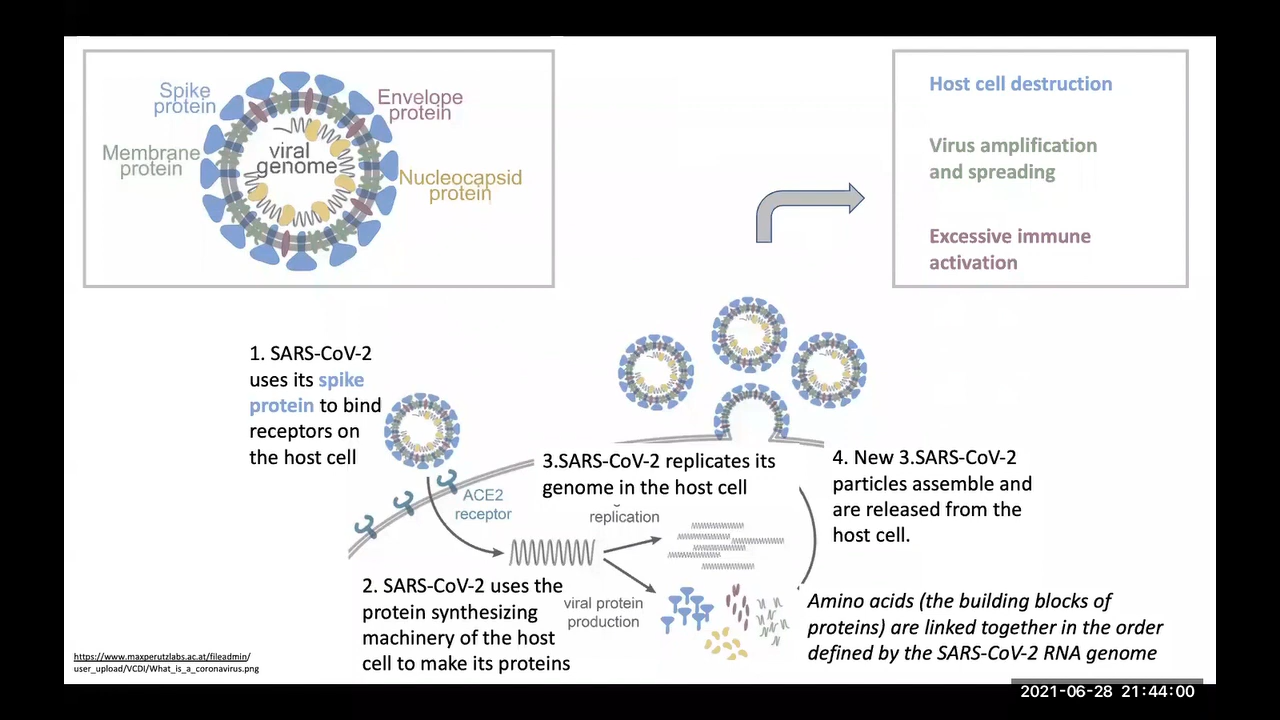 Spike
protein
Envelope
protein
Membrane
protein
viral
genome
Nucleocapsid
protein
Host cell destruction
Virus amplification
and spreading
Excessive immune
activation
1. SARS-CoV-2
uses its spike
protein to bind
receptors on
the host cell
ACE2
receptor
3.SARS-CoV-2 replicates its
genome in the host cell
replication
4. New 3.SARS-CoV-2
particles assemble and
are released from the
host cell.
2. SARS-CoV-2 uses the
protein synthesizing
machinery of the host
cell to make its proteins
viral protein
production
Amino acids (the building blocks of
proteins) are linked together in the order
defined by the SARS-CoV-2 RNA genome
https://www.maxperutzlabs.ac.at/fileadmin/
user_upload/VCDI/What_is_a_coronavirus.png
2021-06-28 21:44:00